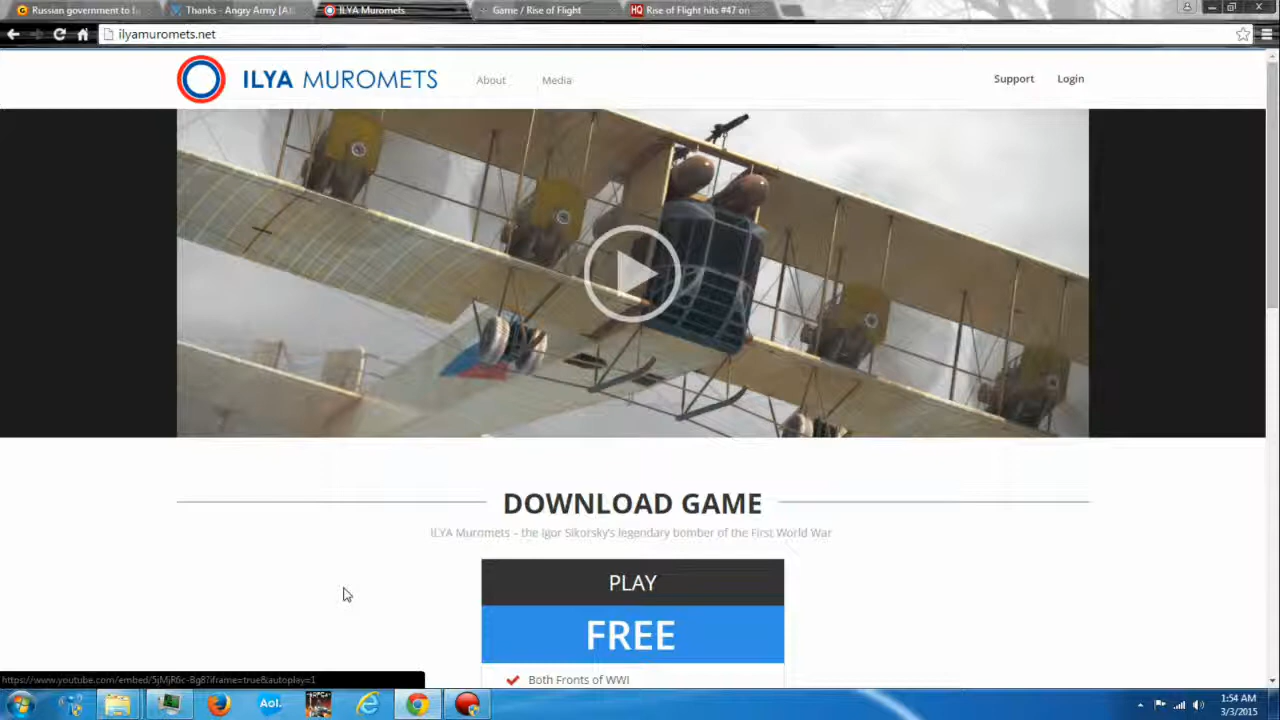 Russian government to fa
Thanks - Angry Army [A
ILYA Muromets
Game / Rise of Flight
HQ Rise of Flight hits #47 on
ilyamuromets.net
ILYA MUROMETS
About
Media
Support
Login
DOWNLOAD GAME
ILYA Muromets – the Igor Sikorsky's legendary bomber of the First World War
PLAY
FREE
Both Fronts of WWI
https://www.youtube.com/embed/5jMjR6c-Bg8?iframe=true&autoplay=1
Aol.
1:54 AM
3/3/2015